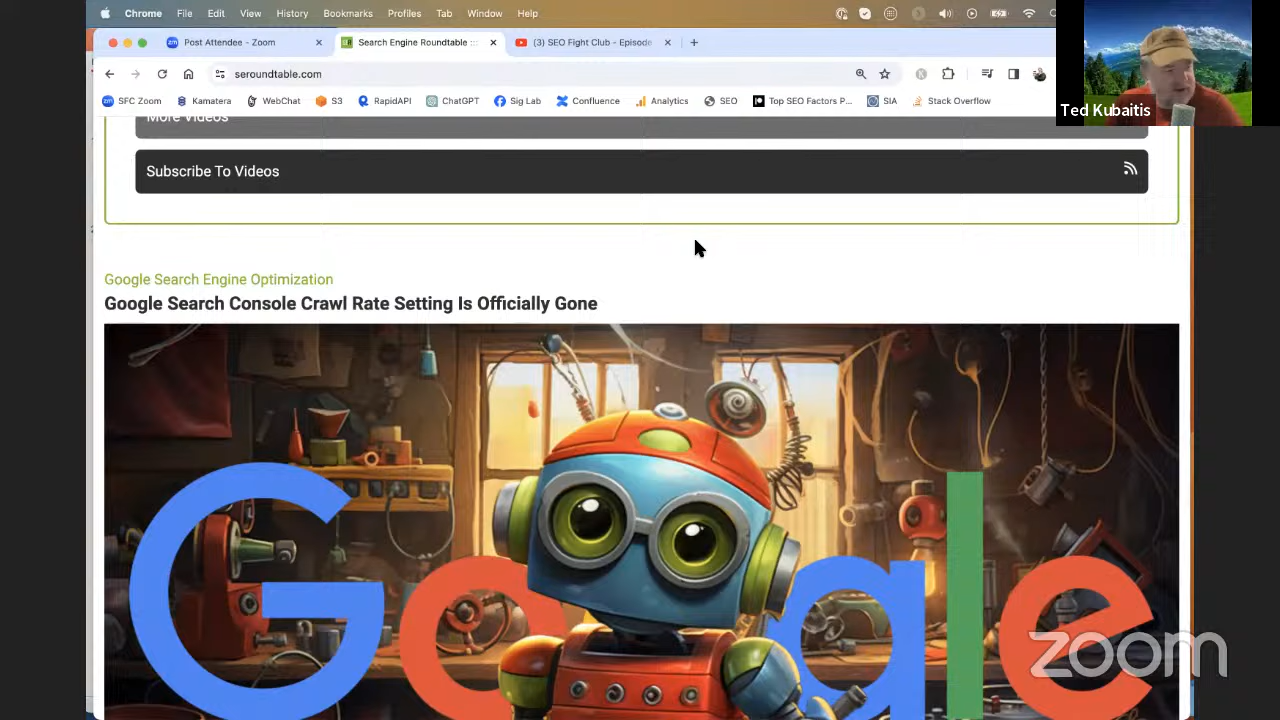 Chrome File Edit View History Bookmarks Profiles Tab Window Help
Post Attendee - Zoom
Search Engine Roundtable ::
(3) SEO Fight Club - Episode
seroundtable.com
SFC Zoom Kamatera WebChat S3 RapidAPI ChatGPT Sig Lab Confluence Analytics SEO Top SEO Factors P... SIA Stack Overflow
Ted Kubaitis
More Videos
Subscribe To Videos
Google Search Engine Optimization
Google Search Console Crawl Rate Setting Is Officially Gone
Google
zoom